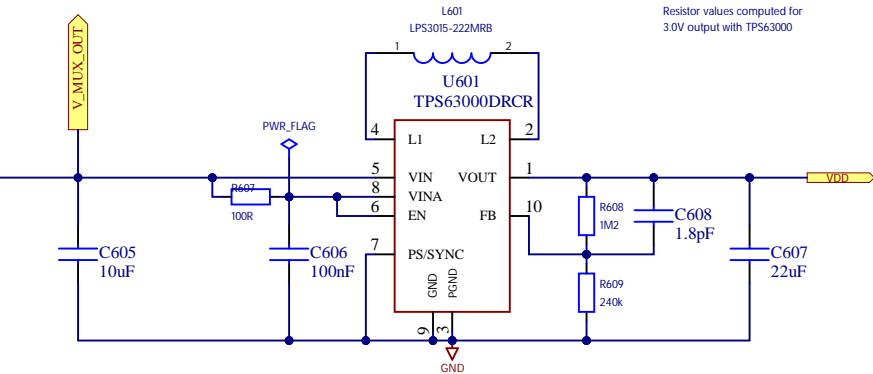 L601
LPS3015-222MRB
Resistor values computed for
3.0V output with TPS63000
V_MUX_OUT
1
2
U601
TPS63000DRCR
PWR_FLAG
4
L1
L2
2
5
VIN
VOUT
1
VDD
R607
100R
8
VINA
6
EN
FB
10
R608
1M2
C608
1.8pF
C605
10uF
C606
100nF
7
PS/SYNC
C607
22uF
GND
PGND
R609
240k
9
3
GND